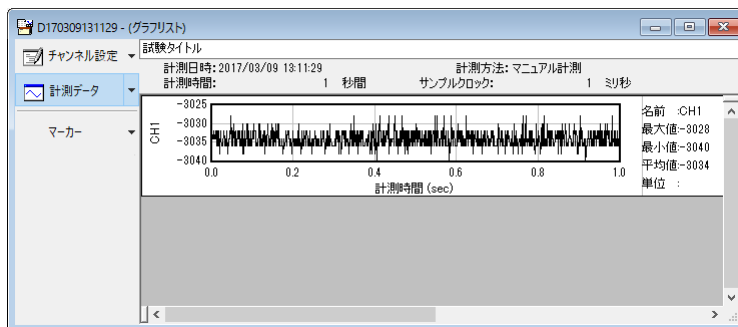 D170309131129 - (グラフリスト)
チャンネル設定
試験タイトル
計測日時: 2017/03/09 13:11:29 計測方法: マニュアル計測
計測時間: 1 秒間 サンプルクロック: 1 ミリ秒
計測データ
マーカー
CH1
-3025
-3030
-3035
-3040
0.0 0.2 0.4 0.6 0.8 1.0
計測時間 (sec)
名前 :CH1
最大値:-3028
最小値:-3040
平均値:-3034
単位 :